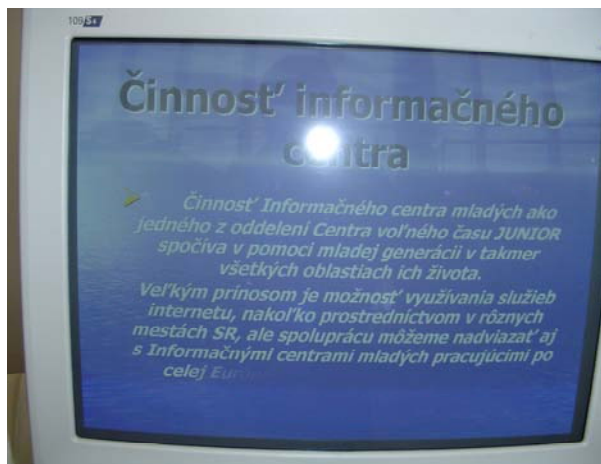 109 S4
Činnosť informačného
centra
Činnosť Informačného centra mladých ako
jedného z oddelení Centra voľného času JUNIOR
spočíva v pomoci mladej generácii v takmer
všetkých oblastiach ich života.
Veľkým prínosom je možnosť využívania služieb
internetu, nakoľko prostredníctvom v rôznych
mestách SR, ale spoluprácu môžeme nadviazať aj
s Informačnými centrami mladých pracujúcimi po
celej